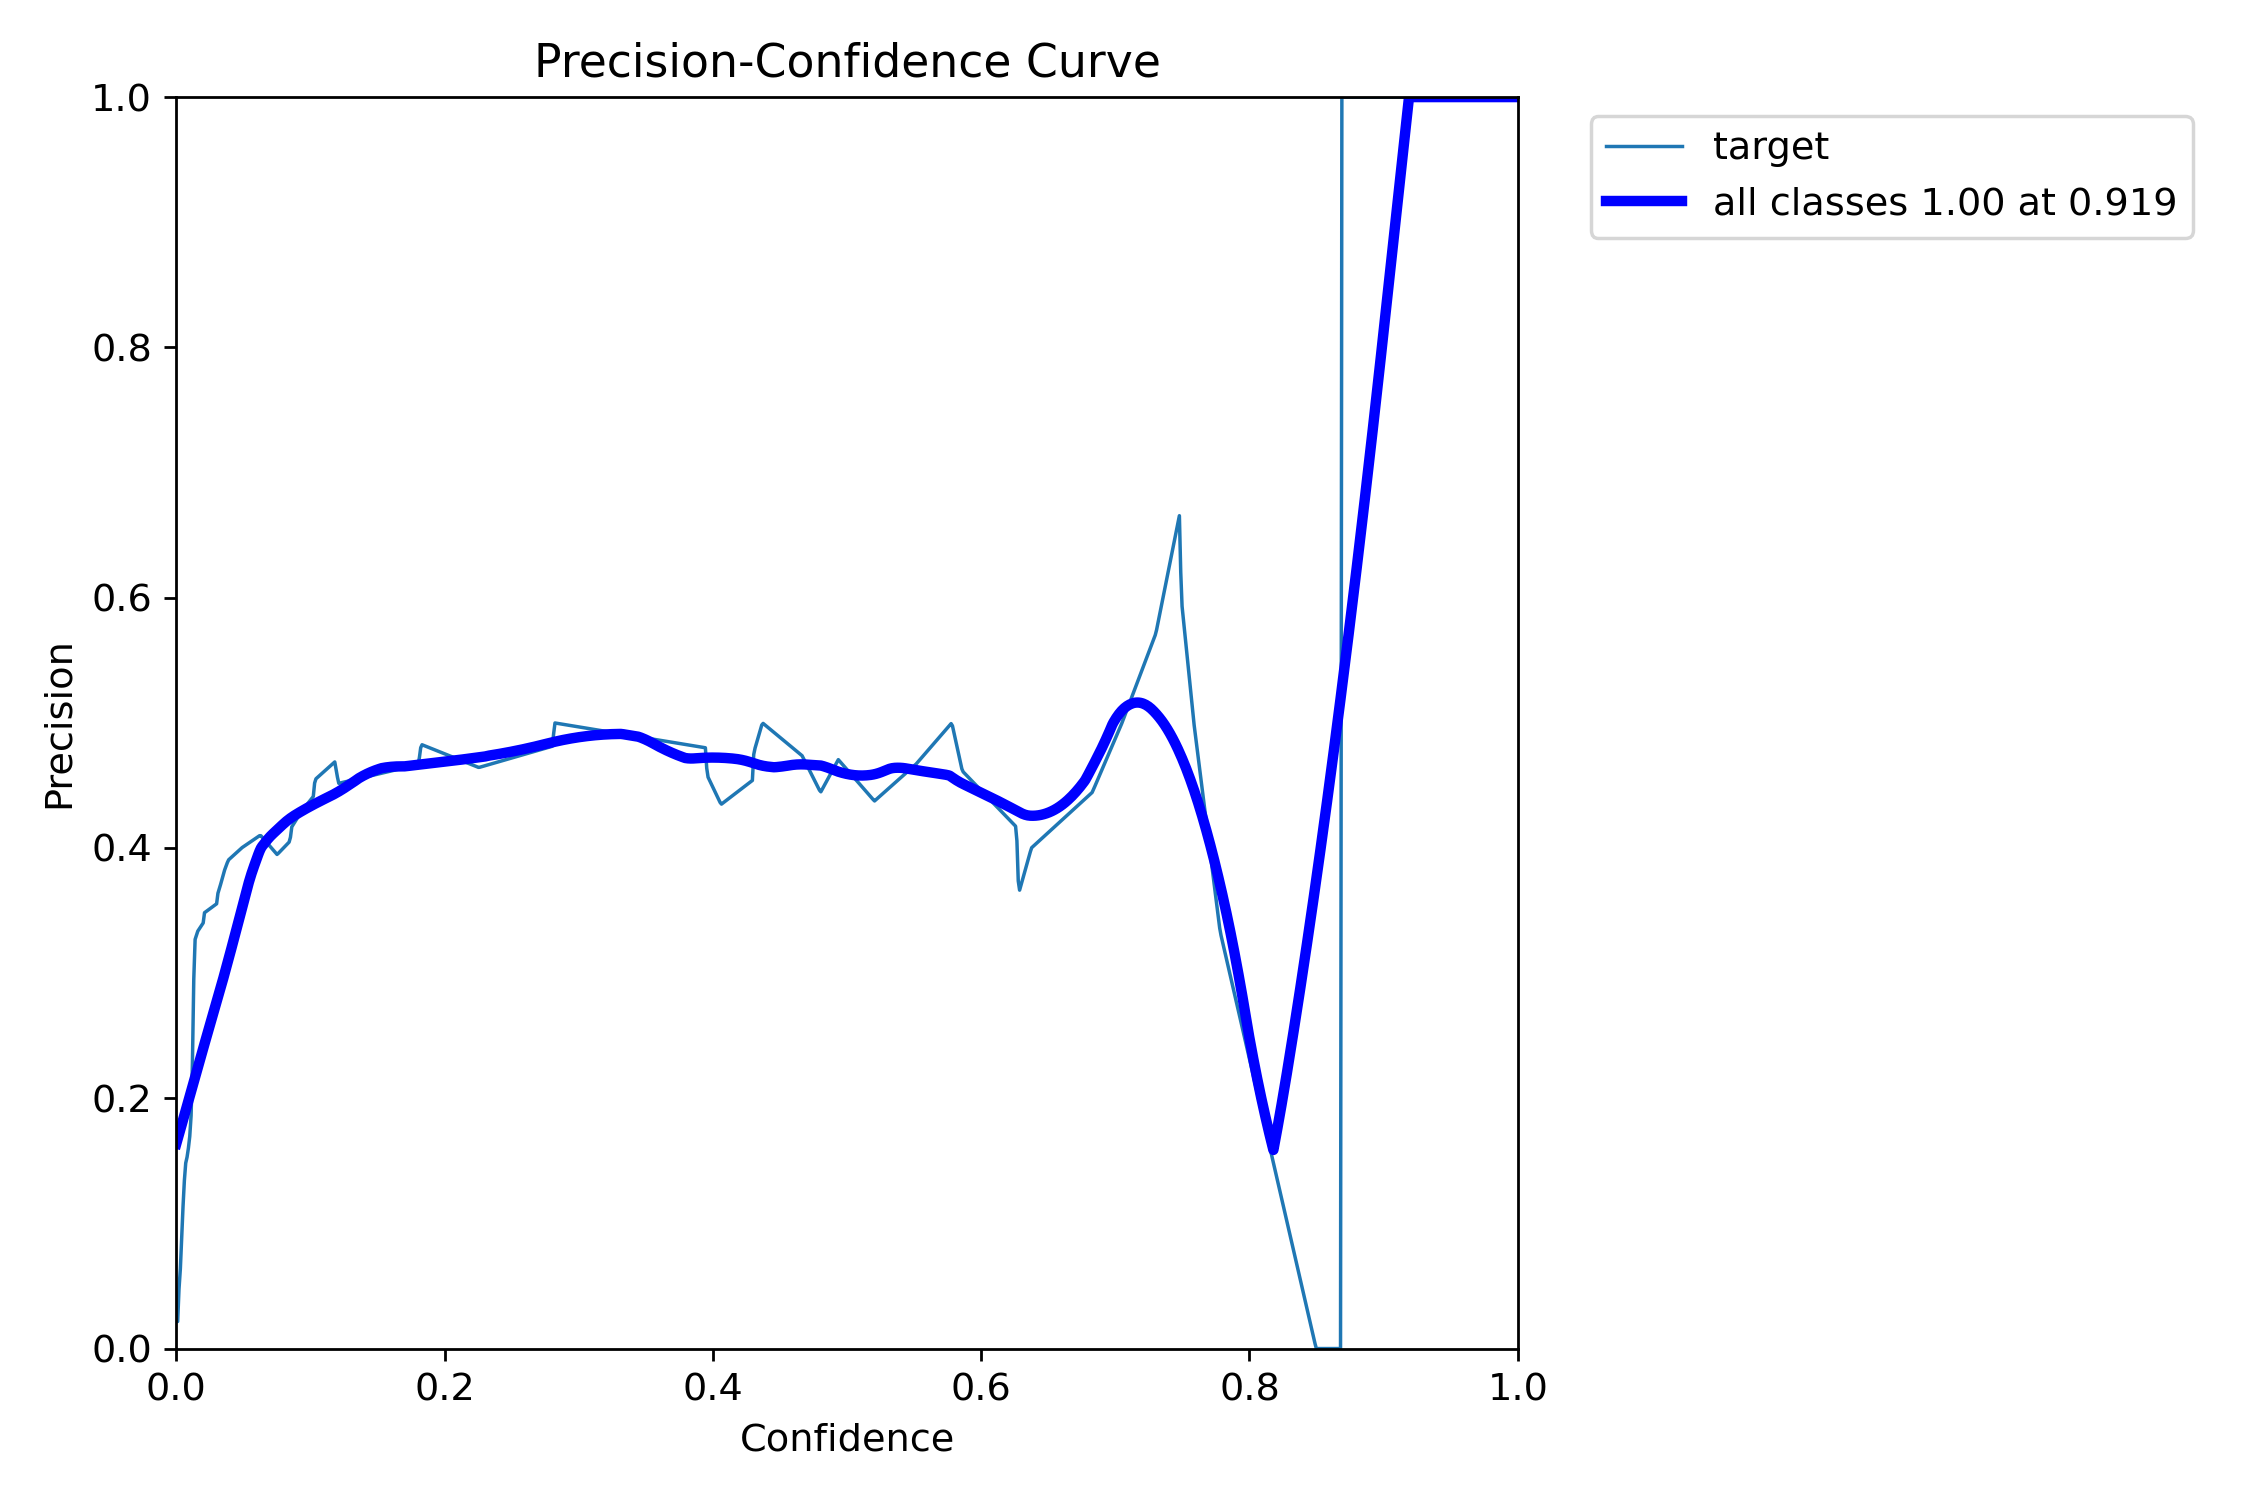 Precision-Confidence Curve
target
all classes 1.00 at 0.919
1.0
0.8
0.6
0.4
0.2
0.0
Precision
0.0 0.2 0.4 0.6 0.8 1.0
Confidence